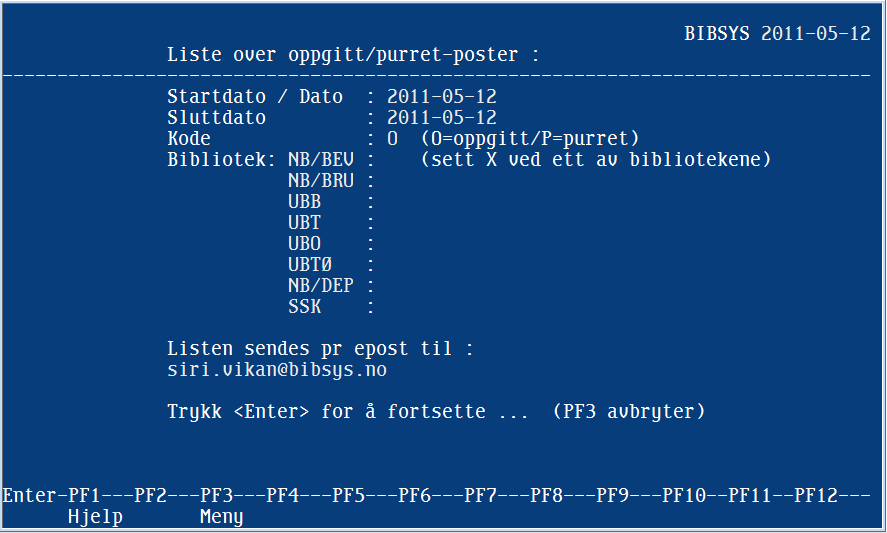 BIBSYS 2011-05-12
Liste over oppgitt/purret-poster :
-------------------------------------------------------------------------------
Startdato / Dato  : 2011-05-12
Sluttdato         : 2011-05-12
Kode              : O  (O=oppgitt/P=purret)
Bibliotek: NB/BEV :    (sett X ved ett av bibliotekene)
NB/BRU :
UBB    :
UBT    :
UBO    :
UBTØ   :
NB/DEP :
SSK    :
Listen sendes pr epost til :
siri.vikan@bibsys.no
Trykk <Enter> for å fortsette ...  (PF3 avbryter)
Enter-PF1---PF2---PF3---PF4---PF5---PF6---PF7---PF8---PF9---PF10--PF11--PF12---
Hjelp       Meny